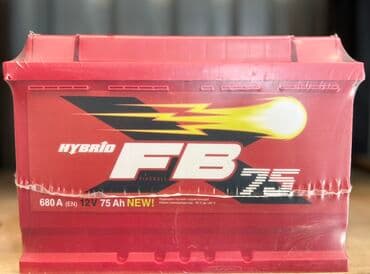 HYBRID
FB
75
680 A (EN) 12V 75 Ah NEW!